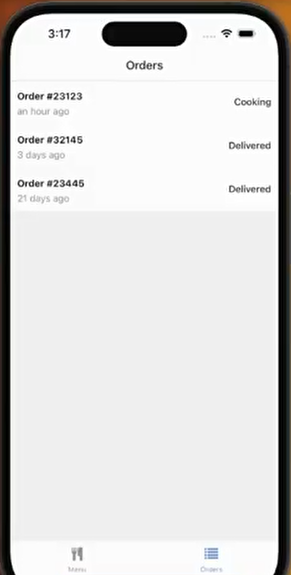 3:17
Orders
Order #23123
Cooking
an hour ago
Order #32145
Delivered
3 days ago
Order #23445
Delivered
21 days ago
Menu
Orders